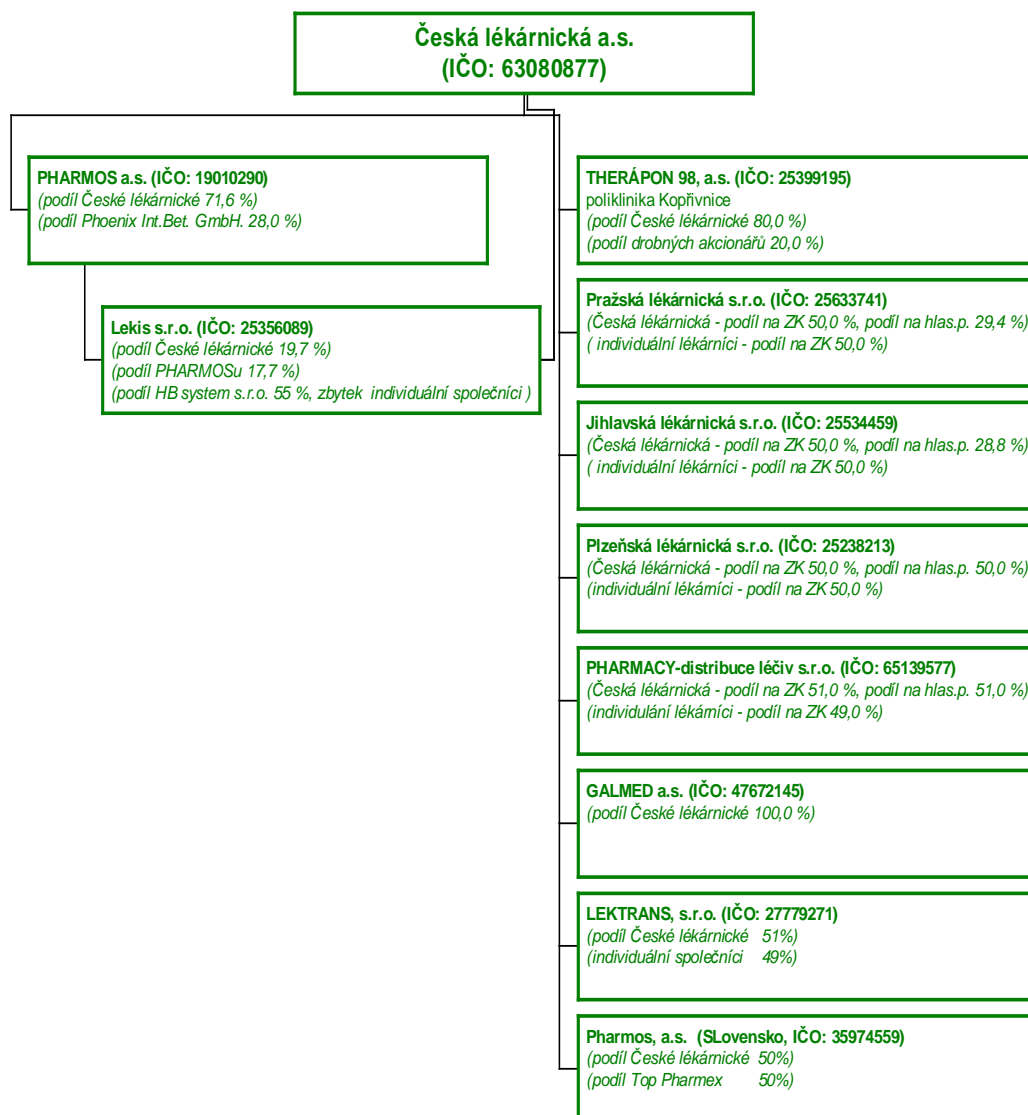 Česká lékárnická a.s.
(IČO: 63080877)
PHARMOS a.s. (IČO: 19010290)
(podíl České lékárnické 71,6 %)
(podíl Phoenix Int.Bet. GmbH. 28,0 %)
Lekis s.r.o. (IČO: 25356089)
(podíl České lékárnické 19,7 %)
(podíl PHARMOSu 17,7 %)
(podíl HB system s.r.o. 55 %, zbytek individuální společníci )
THERÁPON 98, a.s. (IČO: 25399195)
poliklinika Kopřivnice
(podíl České lékárnické 80,0 %)
(podíl drobných akcionářů 20,0 %)
Pražská lékárnická s.r.o. (IČO: 25633741)
(Česká lékárnická - podíl na ZK 50,0 %, podíl na hlas.p. 29,4 %)
( individuální lékárníci - podíl na ZK 50,0 %)
Jihlavská lékárnická s.r.o. (IČO: 25534459)
(Česká lékárnická - podíl na ZK 50,0 %, podíl na hlas.p. 28,8 %)
( individuální lékárníci - podíl na ZK 50,0 %)
Plzeňská lékárnická s.r.o. (IČO: 25238213)
(Česká lékárnická - podíl na ZK 50,0 %, podíl na hlas.p. 50,0 %)
(individuální lékárníci - podíl na ZK 50,0 %)
PHARMACY-distribuce léčiv s.r.o. (IČO: 65139577)
(Česká lékárnická - podíl na ZK 51,0 %, podíl na hlas.p. 51,0 %)
(individulání lékárníci - podíl na ZK 49,0 %)
GALMED a.s. (IČO: 47672145)
(podíl České lékárnické 100,0 %)
LEKTRANS, s.r.o. (IČO: 27779271)
(podíl České lékárnické 51%)
(individuální společníci 49%)
Pharmos, a.s. (SLovensko, IČO: 35974559)
(podíl České lékárnické 50%)
(podíl Top Pharmex 50%)